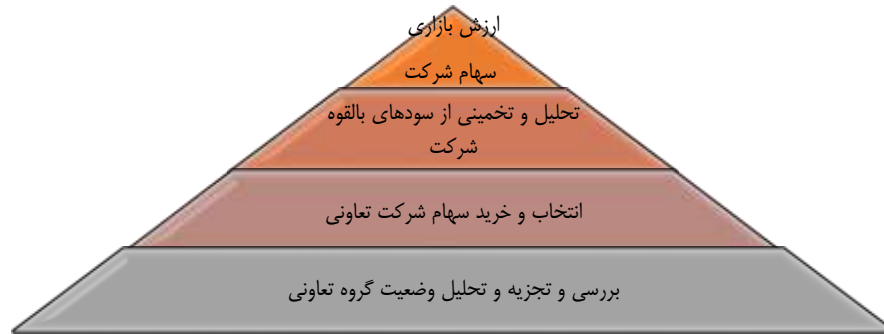 ارزش بازاری
سهام شرکت
تحلیل و تخمینی از سودهای بالقوه
شرکت
انتخاب و خرید سهام شرکت تعاونی
بررسی و تجزیه و تحلیل وضعیت گروه تعاونی